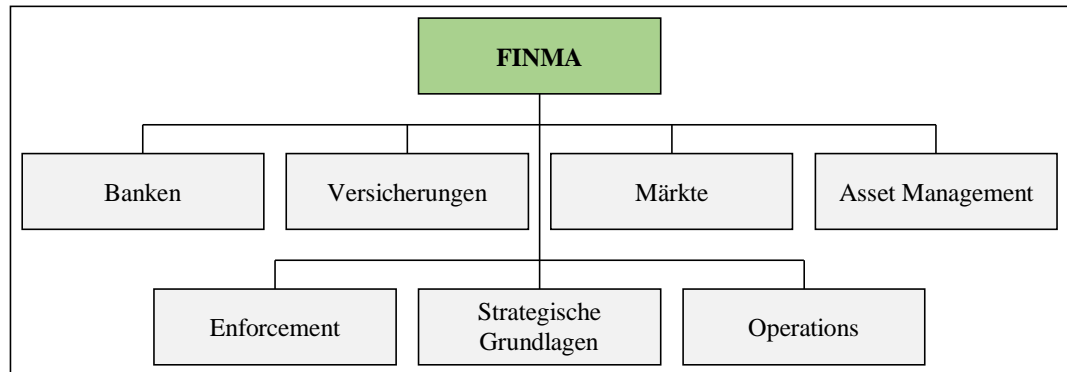 FINMA
Banken
Versicherungen
Märkte
Asset Management
Enforcement
Strategische
Grundlagen
Operations